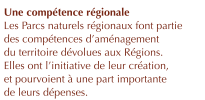 Une compétence régionale
Les Parcs naturels régionaux font partie
des compétences d'aménagement
du territoire dévolues aux Régions.
Elles ont l'initiative de leur création,
et pourvoient à une part importante
de leurs dépenses.